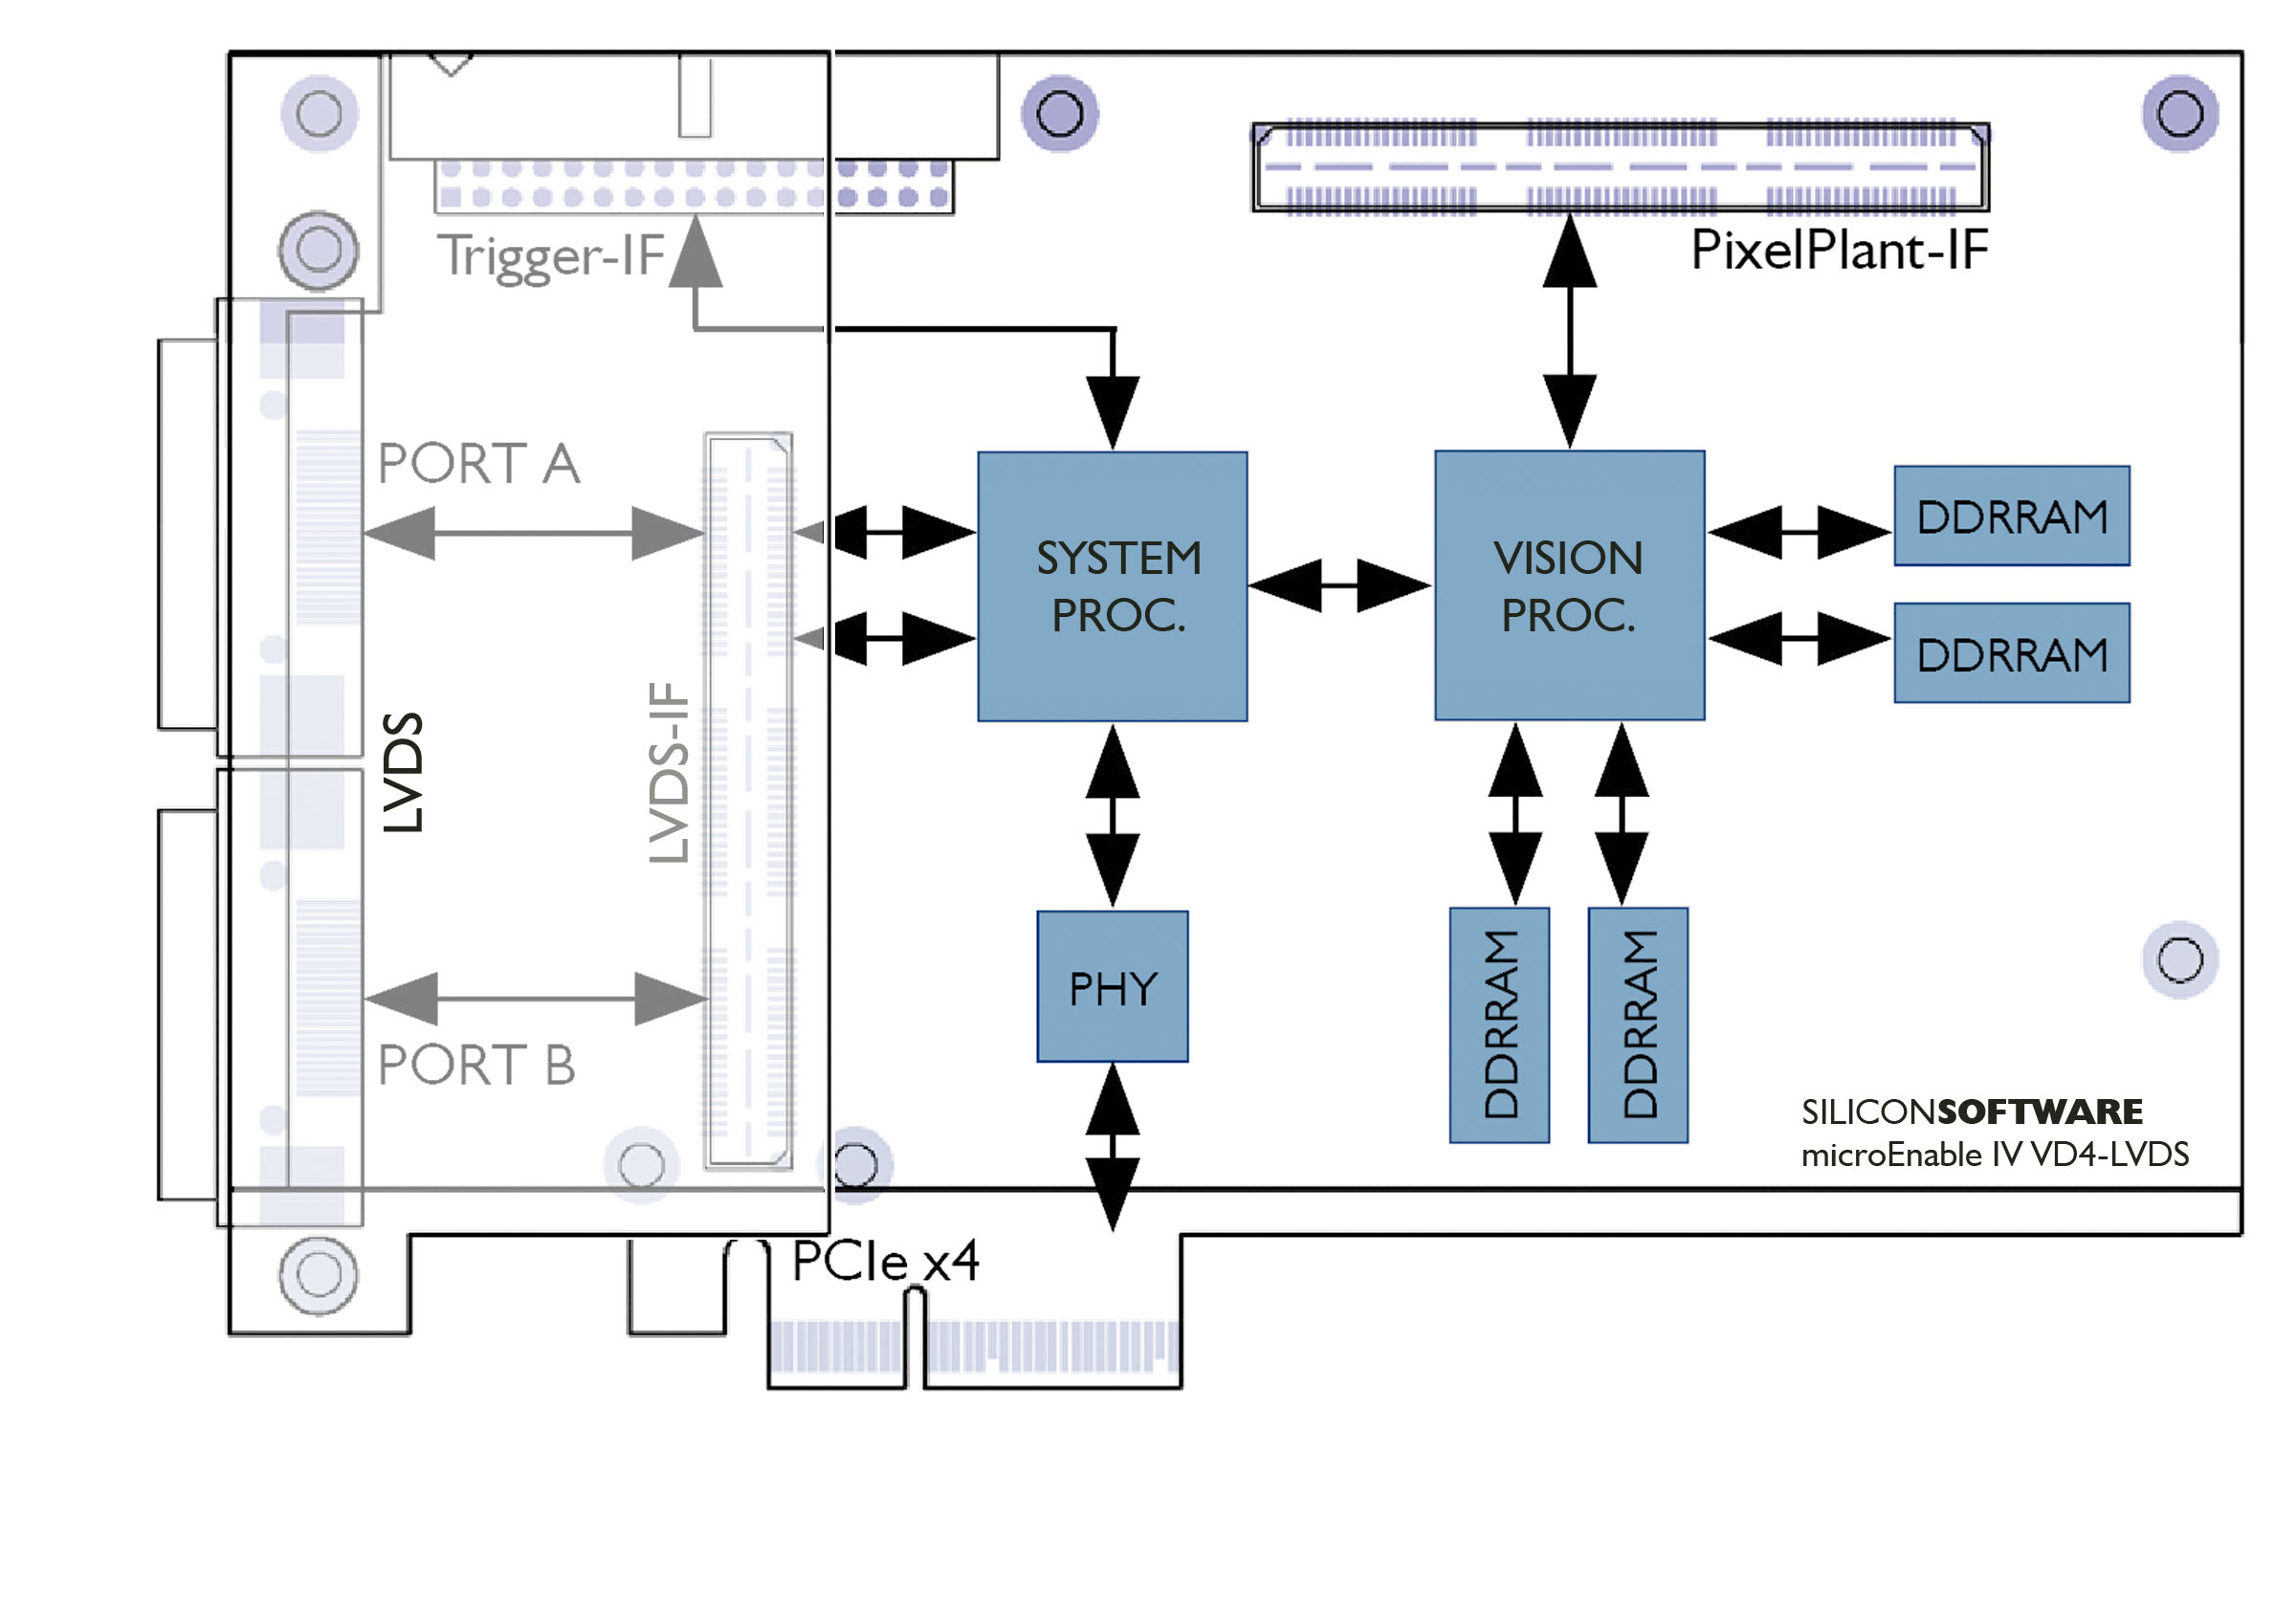 Trigger-IF
PixelPlant-IF
PORT A
SYSTEM
PROC.
VISION
PROC.
DDRRAM
DDRRAM
LVDS
LVDS-IF
PHY
DDRRAM
DDRRAM
PORT B
SILICONSOFTWARE
microEnable IV VD4-LVDS
PCIe x4